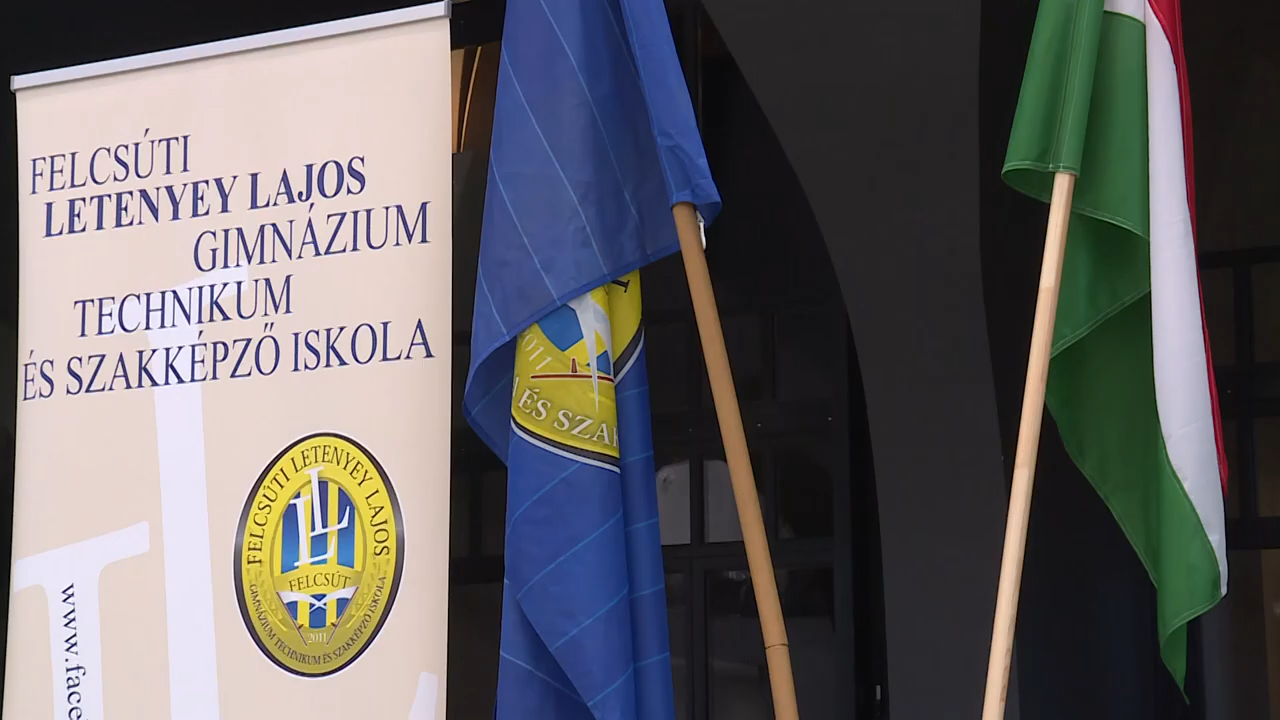 FELCSÚTI
LETENYEY LAJOS
GIMNÁZIUM
TECHNIKUM
ÉS SZAKKÉPZŐ ISKOLA
FELCSÚTI LETENYEY LAJOS
FELCSÚT
2011
GIMNÁZIUM TECHNIKUM ÉS SZAKKÉPZŐ ISKOLA
www.face
2011
ÉS SZAK